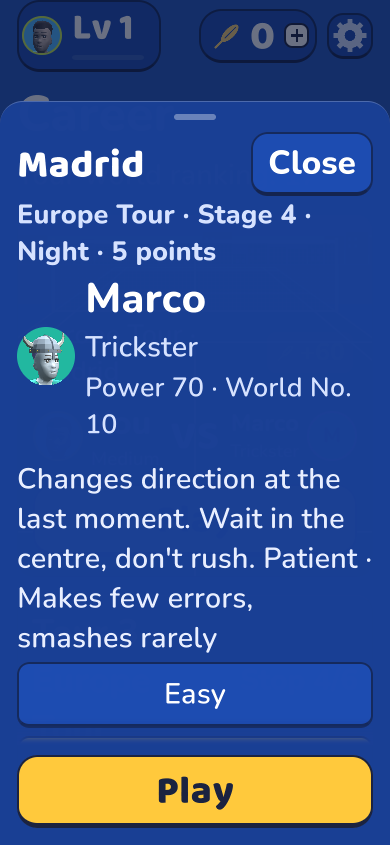 Lv 1
0
Madrid
Close
Europe Tour · Stage 4 ·
Night · 5 points
Marco
Trickster
Power 70 · World No.
10
Changes direction at the
last moment. Wait in the
centre, don't rush. Patient ·
Makes few errors,
smashes rarely
Easy
Play